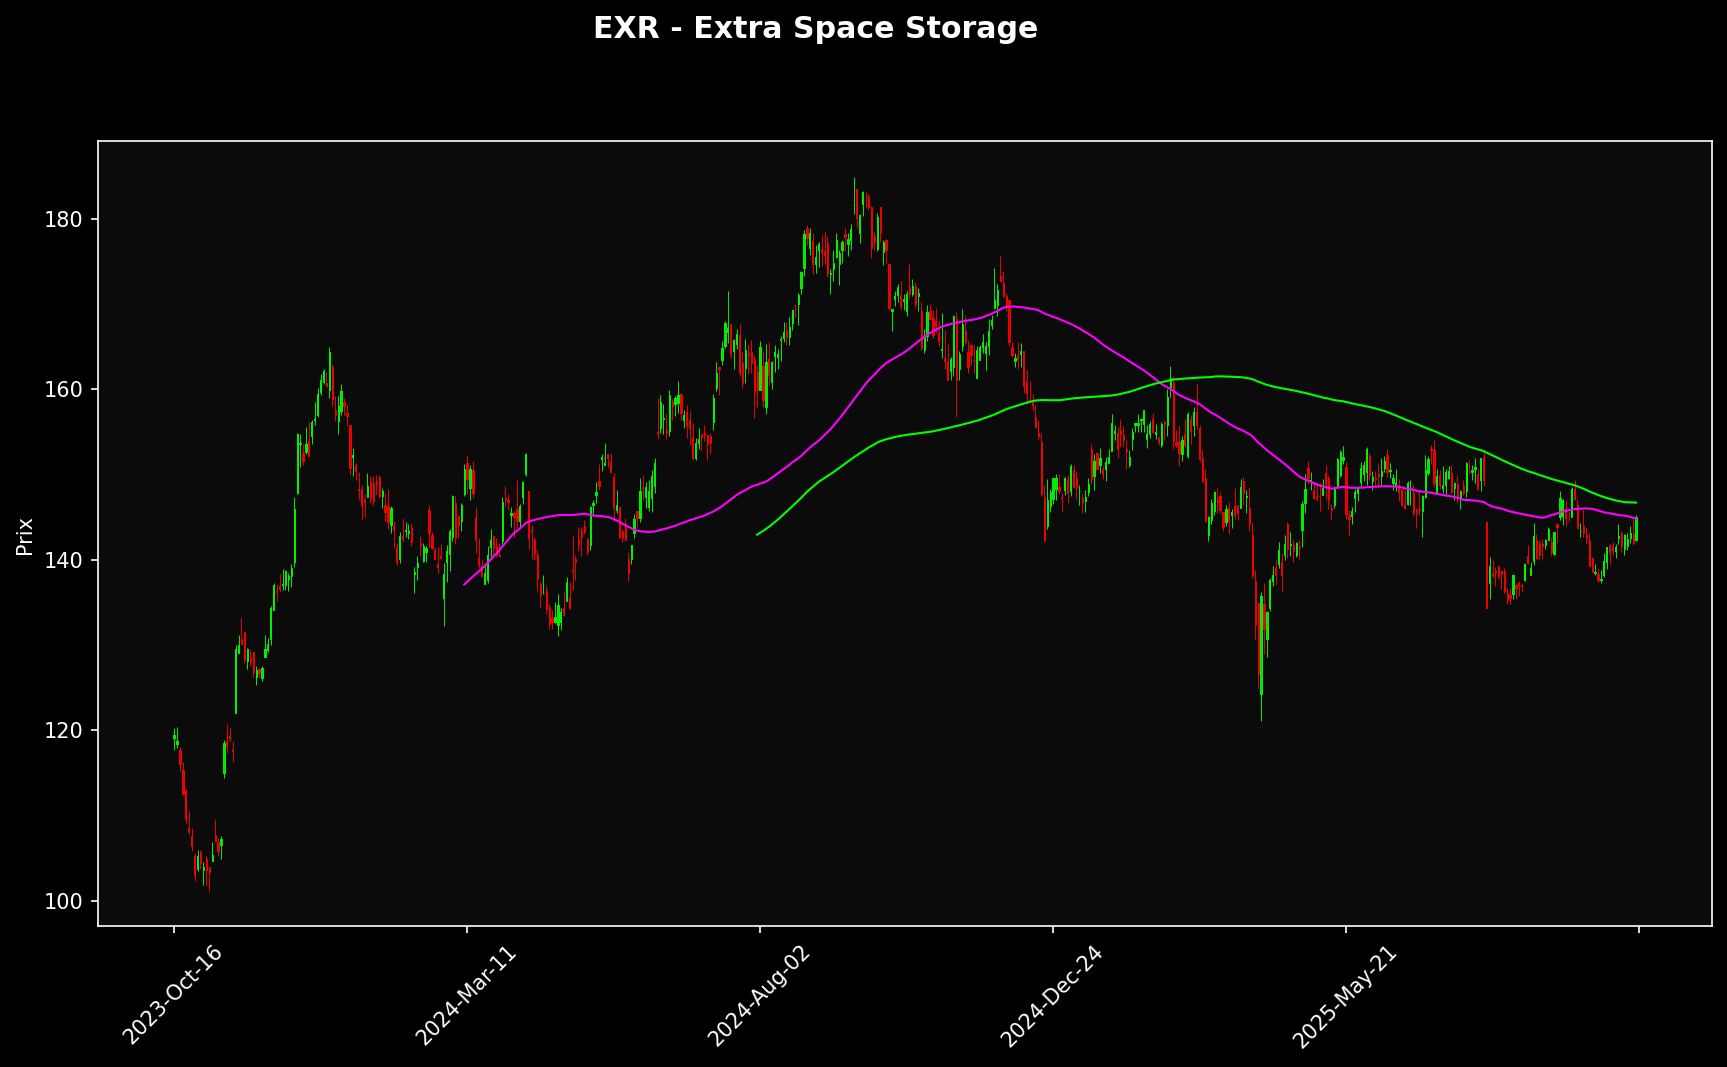 EXR - Extra Space Storage
Prix
180
160
140
120
100
2023-Oct-16
2024-Mar-11
2024-Aug-02
2024-Dec-24
2025-May-21